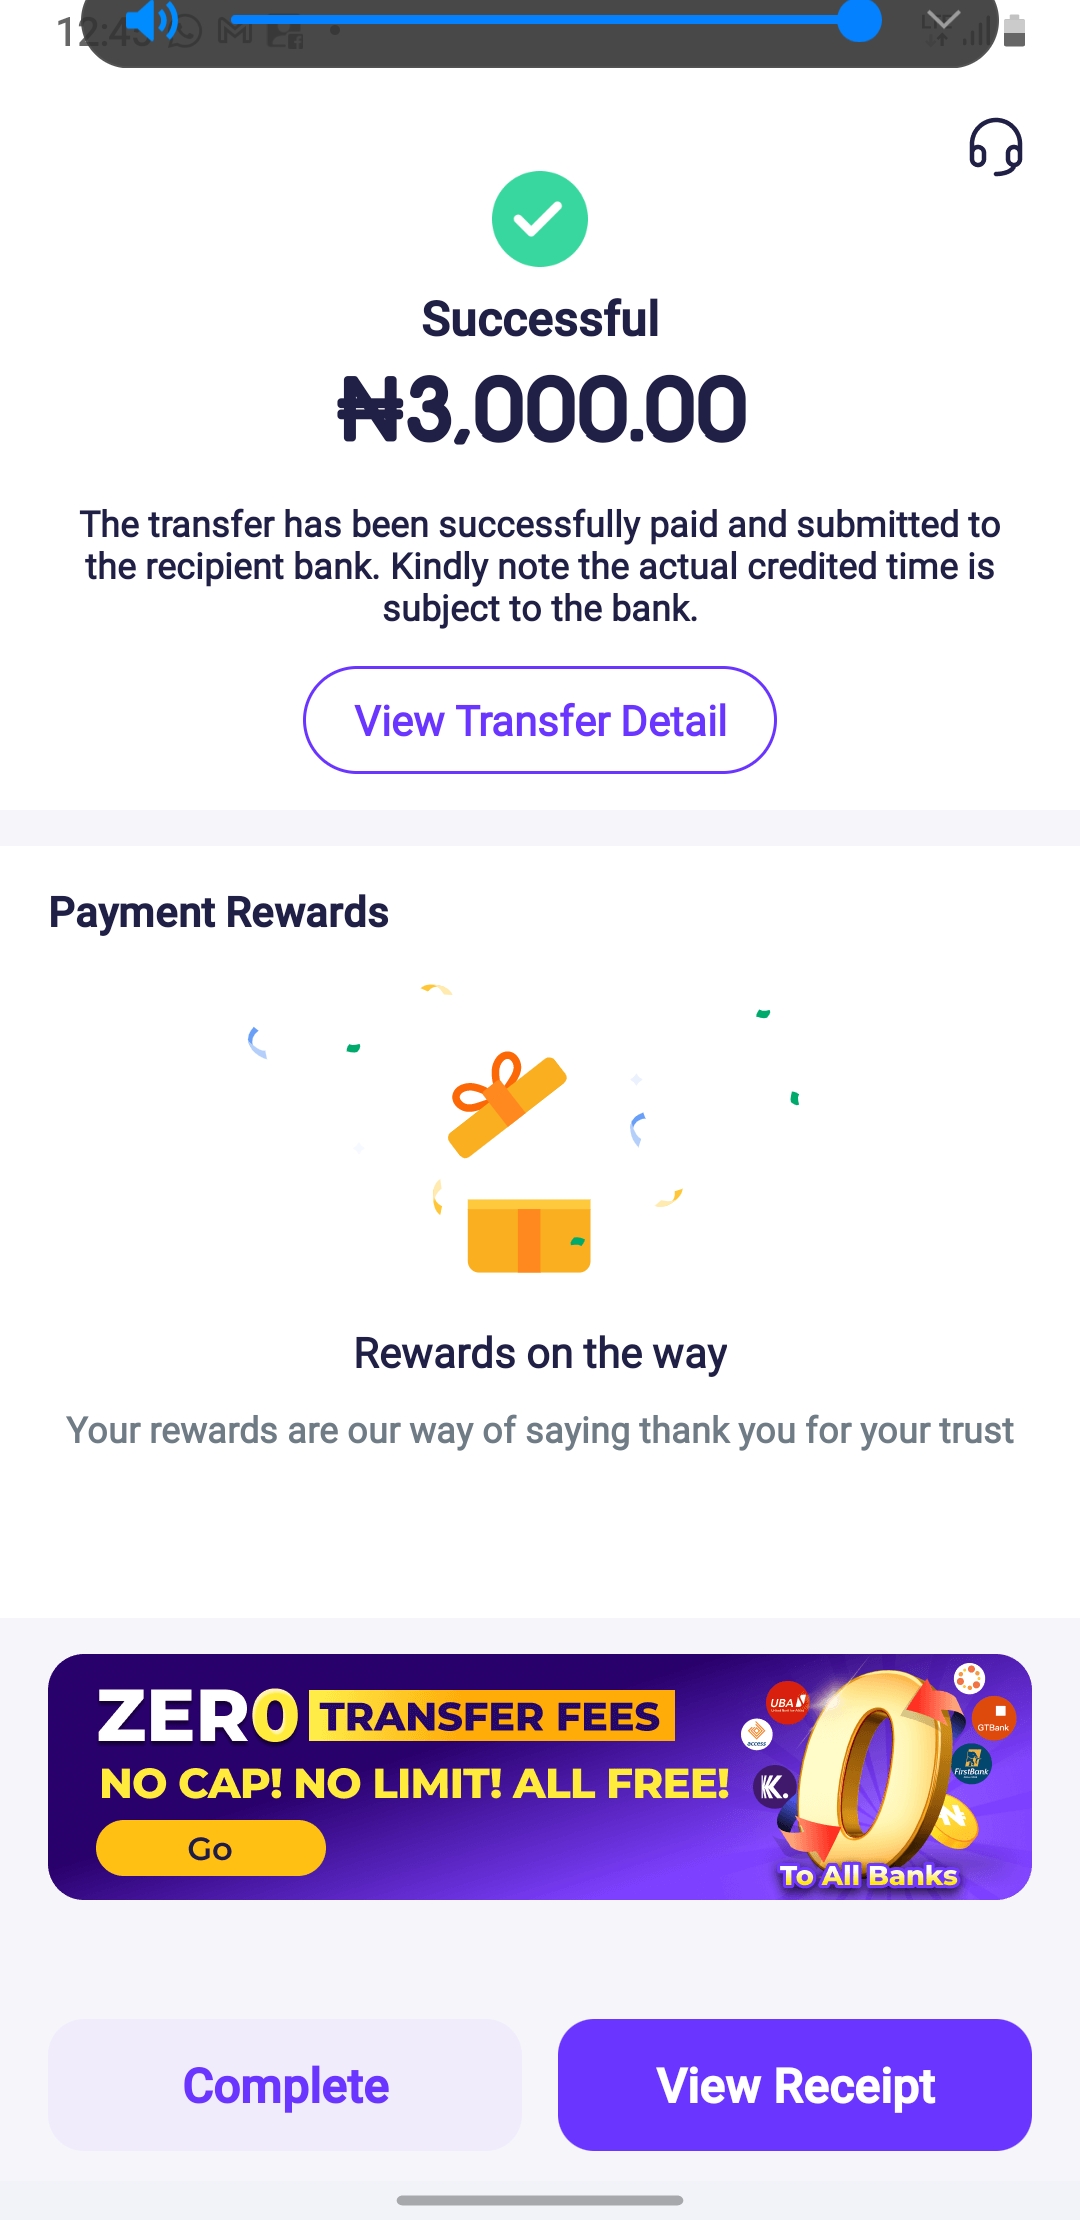 12:45
Successful
₦3,000.00
The transfer has been successfully paid and submitted to
the recipient bank. Kindly note the actual credited time is
subject to the bank.
View Transfer Detail
Payment Rewards
Rewards on the way
Your rewards are our way of saying thank you for your trust
ZERO TRANSFER FEES
NO CAP! NO LIMIT! ALL FREE!
Go
UBA
access
K.
GTBank
FirstBank
0
₦
To All Banks
Complete
View Receipt